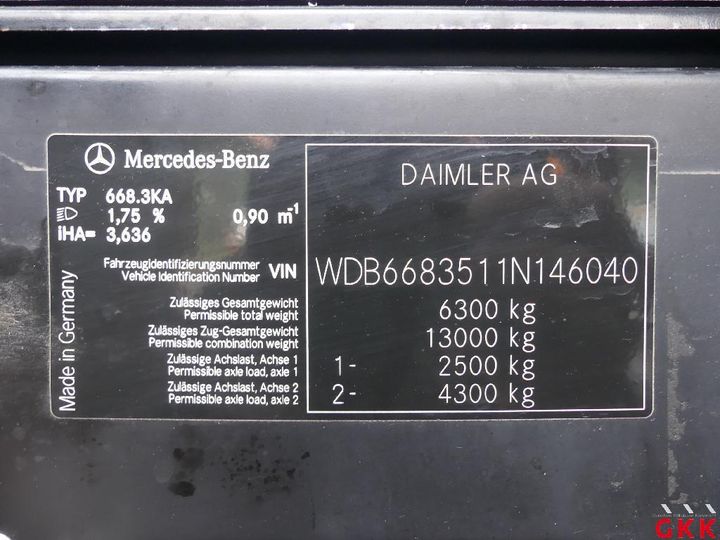 Mercedes-Benz
DAIMLER AG
TYP 668.3KA
1,75 % 0,90 m⁻¹
iHA= 3,636
Fahrzeugidentifizierungsnummer
Vehicle Identification Number VIN WDB6683511N146040
Zulässiges Gesamtgewicht
Permissible total weight 6300 kg
Zulässiges Zug-Gesamtgewicht
Permissible combination weight 13000 kg
Zulässige Achslast, Achse 1
Permissible axle load, axle 1 1- 2500 kg
Zulässige Achslast, Achse 2
Permissible axle load, axle 2 2- 4300 kg
Made in Germany
GKK